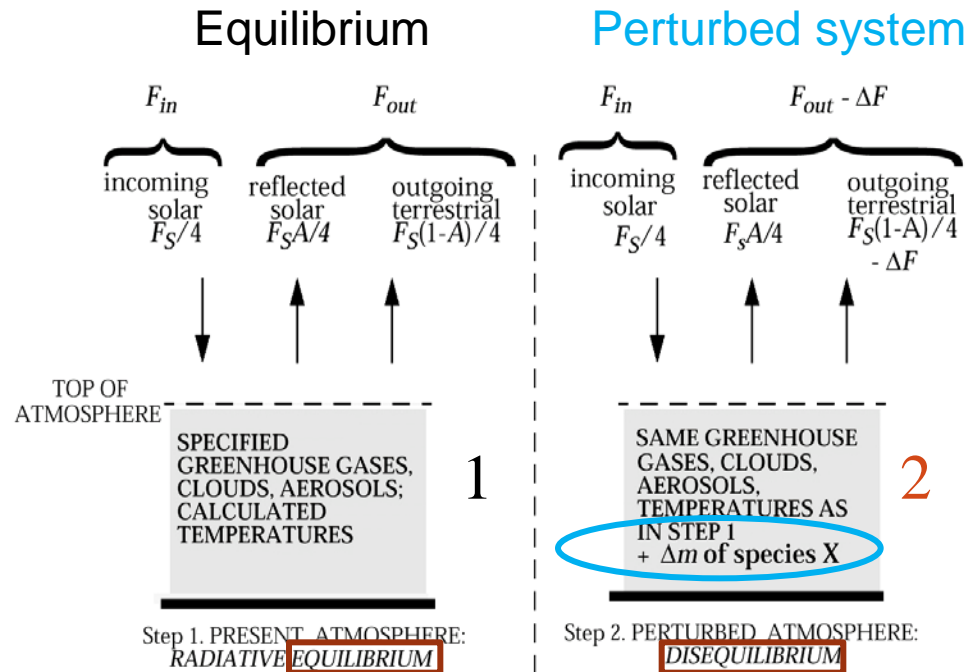 Equilibrium
F_in
F_out
incoming
solar
F_S/4
reflected
solar
F_SA/4
outgoing
terrestrial
F_S(1-A)/4
TOP OF
ATMOSPHERE
SPECIFIED
GREENHOUSE GASES,
CLOUDS, AEROSOLS;
CALCULATED
TEMPERATURES
1
Step 1. PRESENT ATMOSPHERE:
RADIATIVE EQUILIBRIUM
Perturbed system
F_in
F_out - ΔF
incoming
solar
F_S/4
reflected
solar
F_sA/4
outgoing
terrestrial
F_S(1-A)/4
- ΔF
SAME GREENHOUSE
GASES, CLOUDS,
AEROSOLS,
TEMPERATURES AS
IN STEP 1
+ Δm of species X
2
Step 2. PERTURBED ATMOSPHERE:
DISEQUILIBRIUM